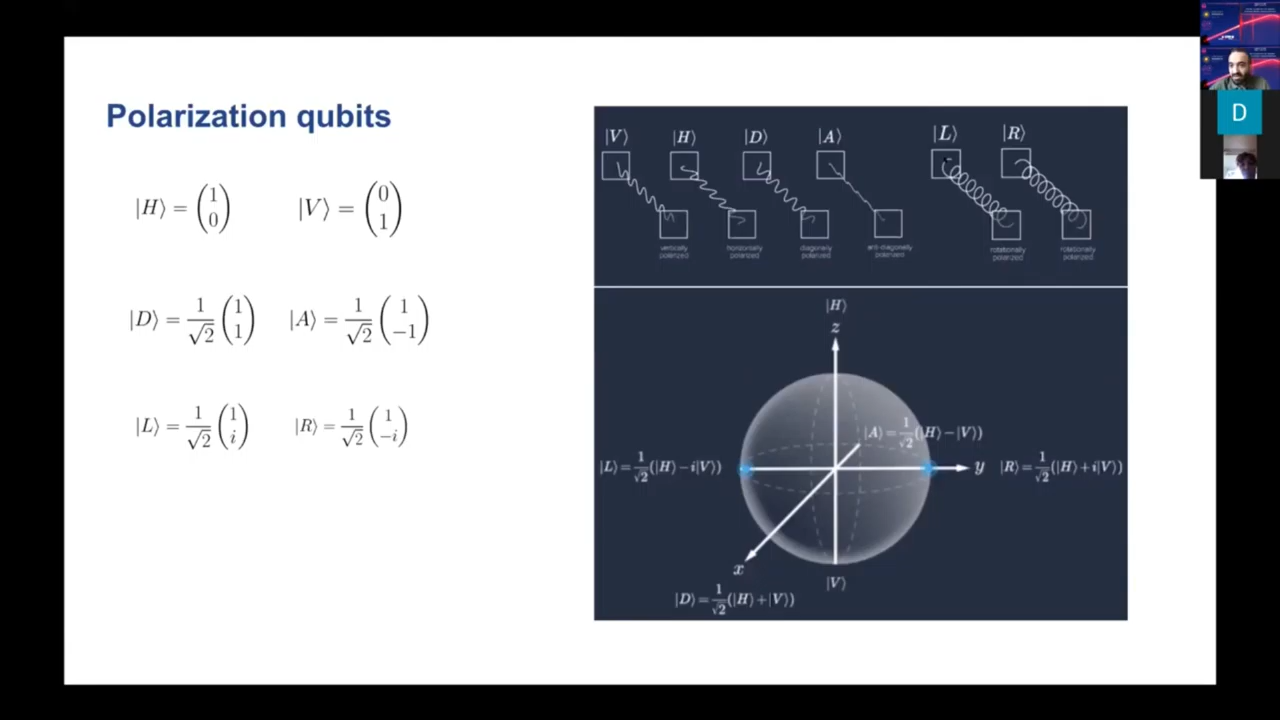 Polarization qubits
|H⟩ = (1 0)
|V⟩ = (0 1)
|D⟩ = 1/√2 (1 1)
|A⟩ = 1/√2 (1 −1)
|L⟩ = 1/√2 (1 i)
|R⟩ = 1/√2 (1 −i)
|V⟩ |H⟩ |D⟩ |A⟩ |L⟩ |R⟩
vertically polarized
horizontally polarized
diagonally polarized
anti-diagonally polarized
rotationally polarized
rotationally polarized
|H⟩
z
|A⟩ = 1/√2 (|H⟩ − |V⟩)
|L⟩ = 1/√2 (|H⟩ − i|V⟩)
y
|R⟩ = 1/√2 (|H⟩ + i|V⟩)
x
|V⟩
|D⟩ = 1/√2 (|H⟩ + |V⟩)
D